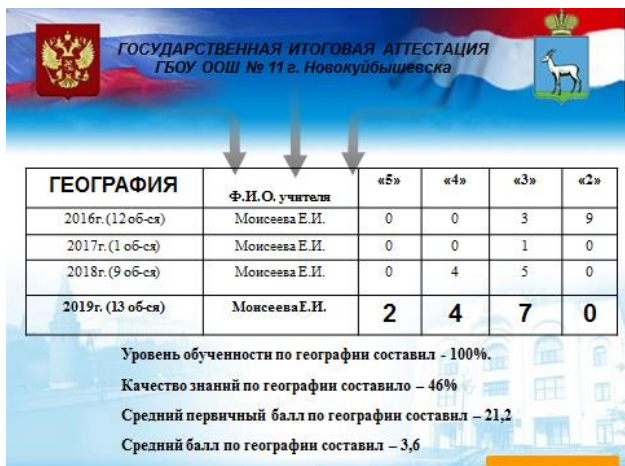 ГОСУДАРСТВЕННАЯ ИТОГОВАЯ АТТЕСТАЦИЯ
ГБОУ ООШ № 11 г. Новокуйбышевска
ГЕОГРАФИЯ Ф.И.О. учителя «5» «4» «3» «2»
2016г. (12 об-ся) Моисеева Е.И. 0 0 3 9
2017г. (1 об-ся) Моисеева Е.И. 0 0 1 0
2018г. (9 об-ся) Моисеева Е.И. 0 4 5 0
2019г. (13 об-ся) Моисеева Е.И. 2 4 7 0
Уровень обученности по географии составил - 100%.
Качество знаний по географии составило – 46%
Средний первичный балл по географии составил – 21,2
Средний балл по географии составил – 3,6